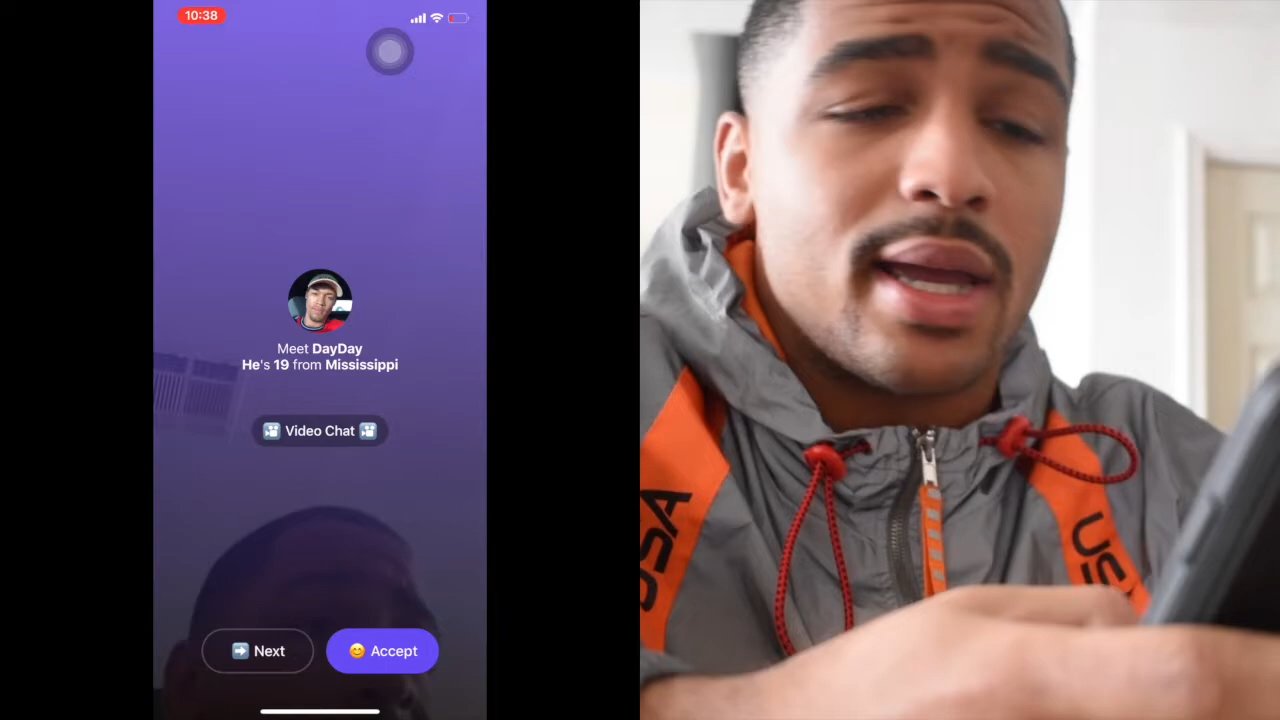 10:38
Meet DayDay
He's 19 from Mississippi
Video Chat
Next
Accept
USA
USA